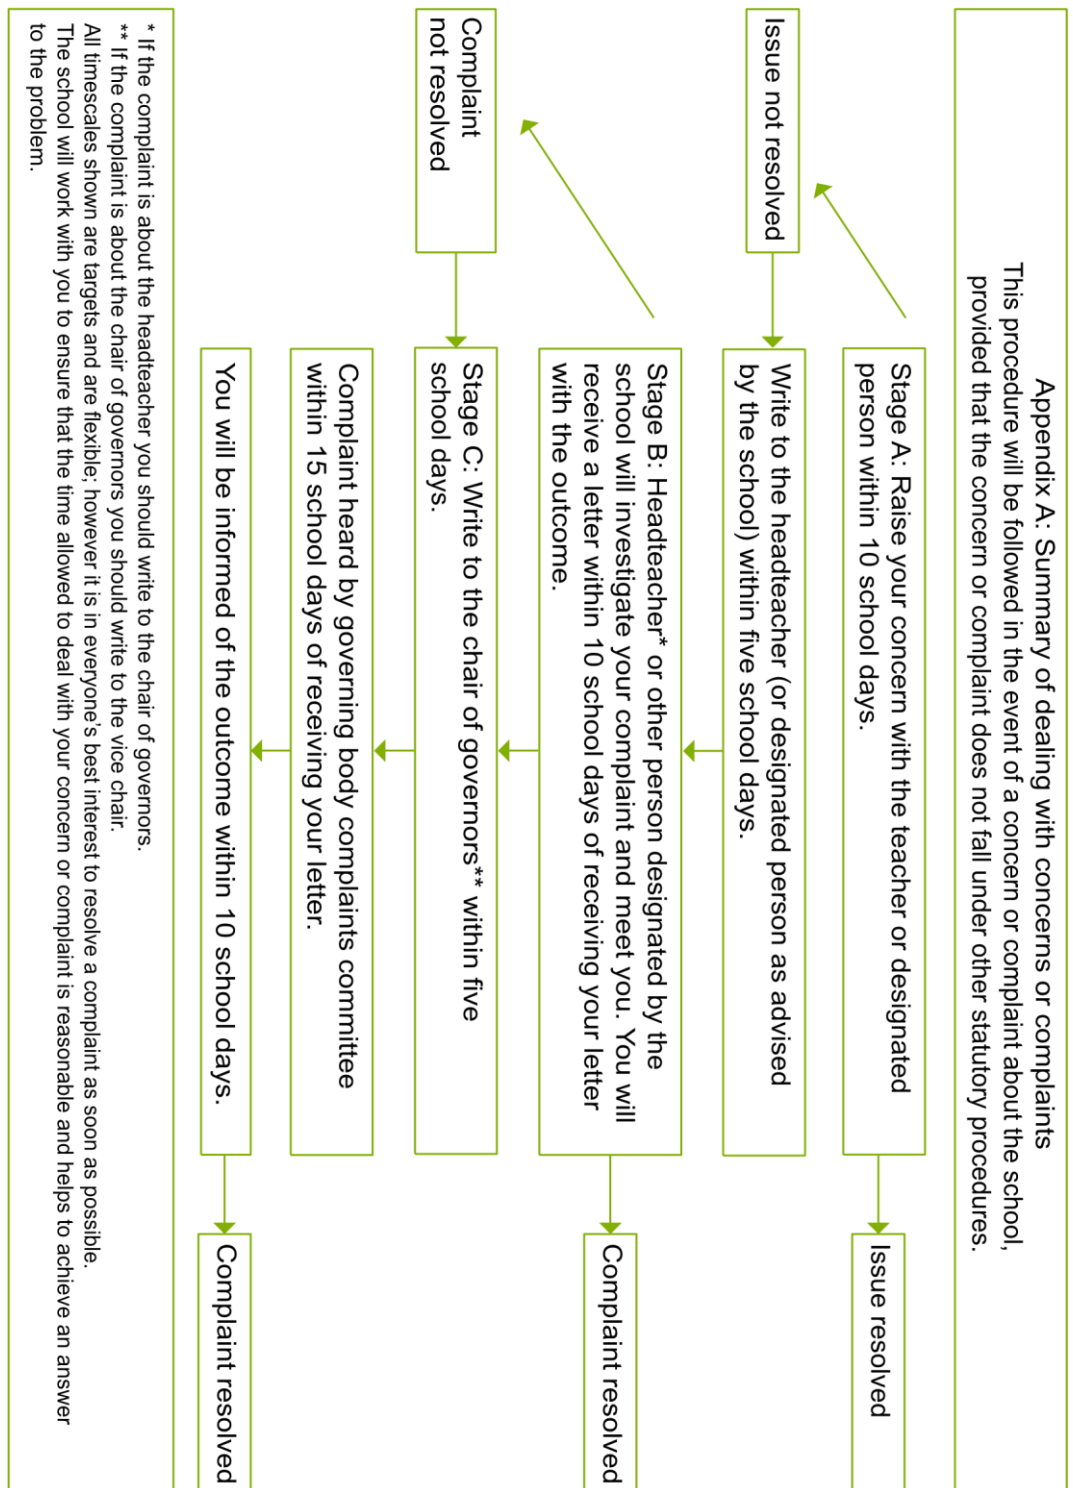 Appendix A: Summary of dealing with concerns or complaints
This procedure will be followed in the event of a concern or complaint about the school,
provided that the concern or complaint does not fall under other statutory procedures.
Stage A: Raise your concern with the teacher or designated
person within 10 school days.
Issue resolved
Issue not resolved
Write to the headteacher (or designated person as advised
by the school) within five school days.
Stage B: Headteacher* or other person designated by the
school will investigate your complaint and meet you. You will
receive a letter within 10 school days of receiving your letter
with the outcome.
Complaint resolved
Complaint
not resolved
Stage C: Write to the chair of governors** within five
school days.
Complaint heard by governing body complaints committee
within 15 school days of receiving your letter.
You will be informed of the outcome within 10 school days.
Complaint resolved
* If the complaint is about the headteacher you should write to the chair of governors.
** If the complaint is about the chair of governors you should write to the vice chair.
All timescales shown are targets and are flexible; however it is in everyone’s best interest to resolve a complaint as soon as possible.
The school will work with you to ensure that the time allowed to deal with your concern or complaint is reasonable and helps to achieve an answer
to the problem.